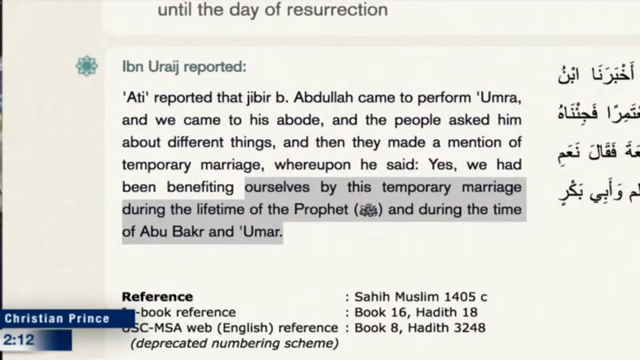 until the day of resurrection
Ibn Uraij reported:
'Ati' reported that jibir b. Abdullah came to perform 'Umra,
and we came to his abode, and the people asked him
about different things, and then they made a mention of
temporary marriage, whereupon he said: Yes, we had
been benefiting ourselves by this temporary marriage
during the lifetime of the Prophet (ﷺ) and during the time
of Abu Bakr and 'Umar.
أَخْبَرَنَا ابْنُ
مُعْتَمِرًا فَجِئْنَاهُ
فَقَالَ نَعَمِ
وَأَبِي بَكْرٍ
Reference : Sahih Muslim 1405 c
In-book reference : Book 16, Hadith 18
USC-MSA web (English) reference : Book 8, Hadith 3248
(deprecated numbering scheme)
Christian Prince
2:12